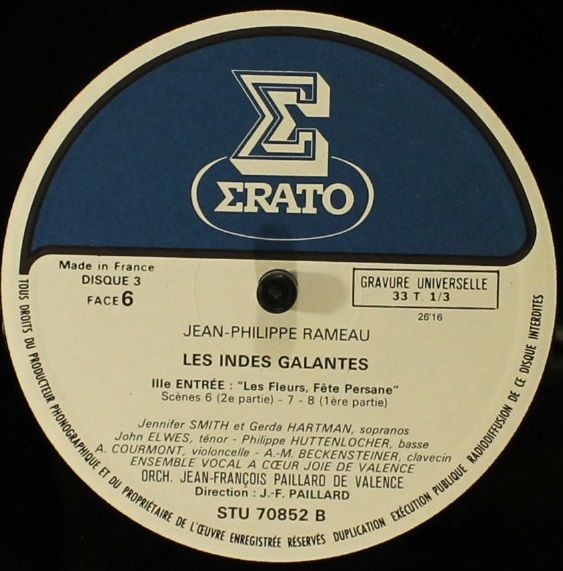 ΣRATO
Made in France
DISQUE 3
FACE 6
GRAVURE UNIVERSELLE
33 T. 1/3
26'16
JEAN-PHILIPPE RAMEAU
LES INDES GALANTES
IIIe ENTRÉE : "Les Fleurs, Fête Persane"
Scènes 6 (2e partie) - 7 - 8 (1ère partie)
Jennifer SMITH et Gerda HARTMAN, sopranos
John ELWES, ténor - Philippe HUTTENLOCHER, basse
A. COURMONT, violoncelle - A.-M. BECKENSTEINER, clavecin
ENSEMBLE VOCAL A CŒUR JOIE DE VALENCE
ORCH. JEAN-FRANÇOIS PAILLARD DE VALENCE
Direction : J.-F. PAILLARD
STU 70852 B
TOUS DROITS DU PRODUCTEUR PHONOGRAPHIQUE ET DU PROPRIÉTAIRE DE L'ŒUVRE ENREGISTRÉE RÉSERVÉS DUPLICATION EXÉCUTION PUBLIQUE RADIODIFFUSION DE CE DISQUE INTERDITES